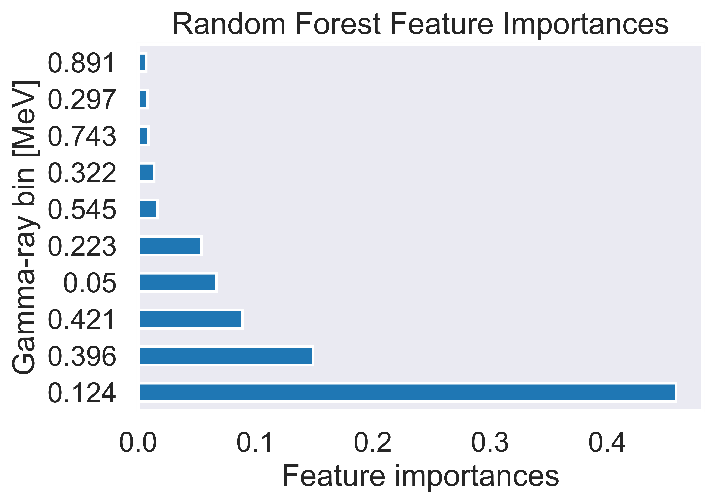 Random Forest Feature Importances
Gamma-ray bin [MeV]
0.891
0.297
0.743
0.322
0.545
0.223
0.05
0.421
0.396
0.124
0.0 0.1 0.2 0.3 0.4
Feature importances